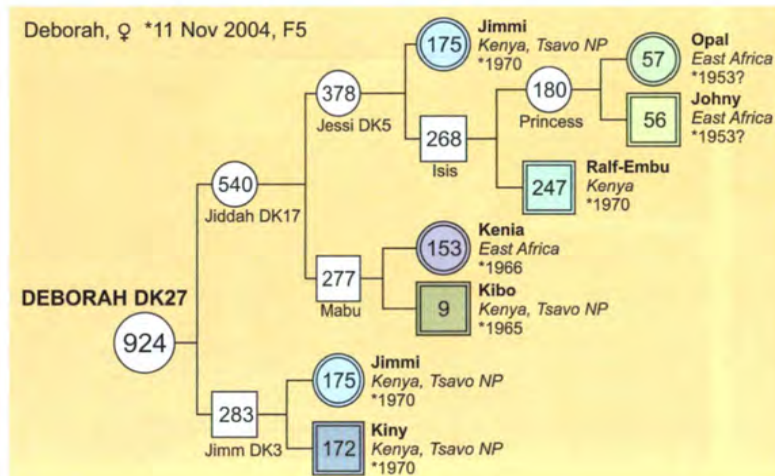 Deborah, ♀ *11 Nov 2004, F5
Jimmi
175
Kenya, Tsavo NP
*1970
Opal
57
East Africa
*1953?
378
Jessi DK5
180
Princess
Johny
56
East Africa
*1953?
268
Isis
Ralf-Embu
247
Kenya
*1970
540
Jiddah DK17
Kenia
153
East Africa
*1966
277
Mabu
Kibo
9
Kenya, Tsavo NP
*1965
DEBORAH DK27
924
Jimmi
175
Kenya, Tsavo NP
*1970
283
Jimm DK3
Kiny
172
Kenya, Tsavo NP
*1970